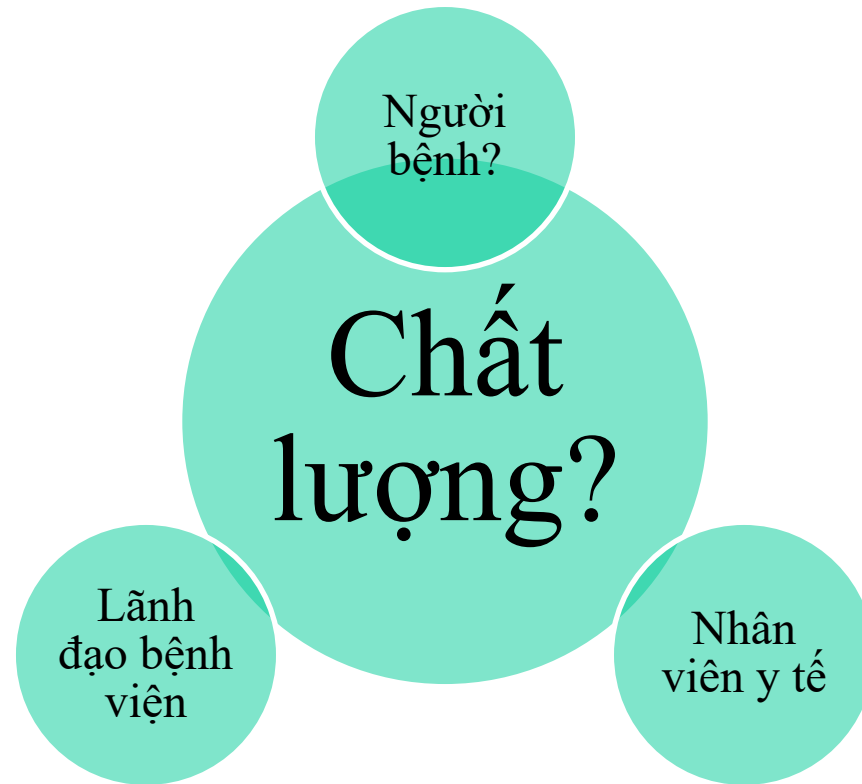 Người
bệnh?
Chất
lượng?
Lãnh
đạo bệnh
viện
Nhân
viên y tế